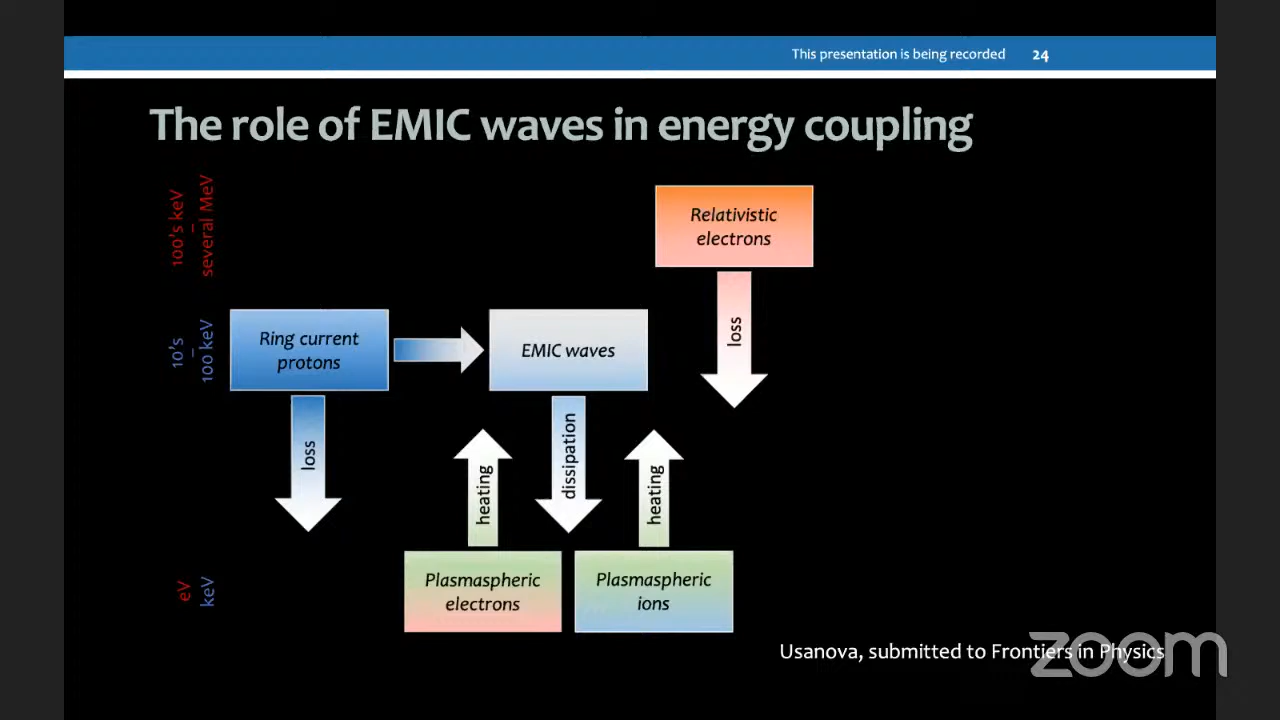 This presentation is being recorded 24
The role of EMIC waves in energy coupling
100's keV
–
several MeV
Relativistic
electrons
loss
10's
–
100 keV
Ring current
protons
EMIC waves
loss
heating
dissipation
heating
eV
keV
Plasmaspheric
electrons
Plasmaspheric
ions
Usanova, submitted to Frontiers in Physics
zoom